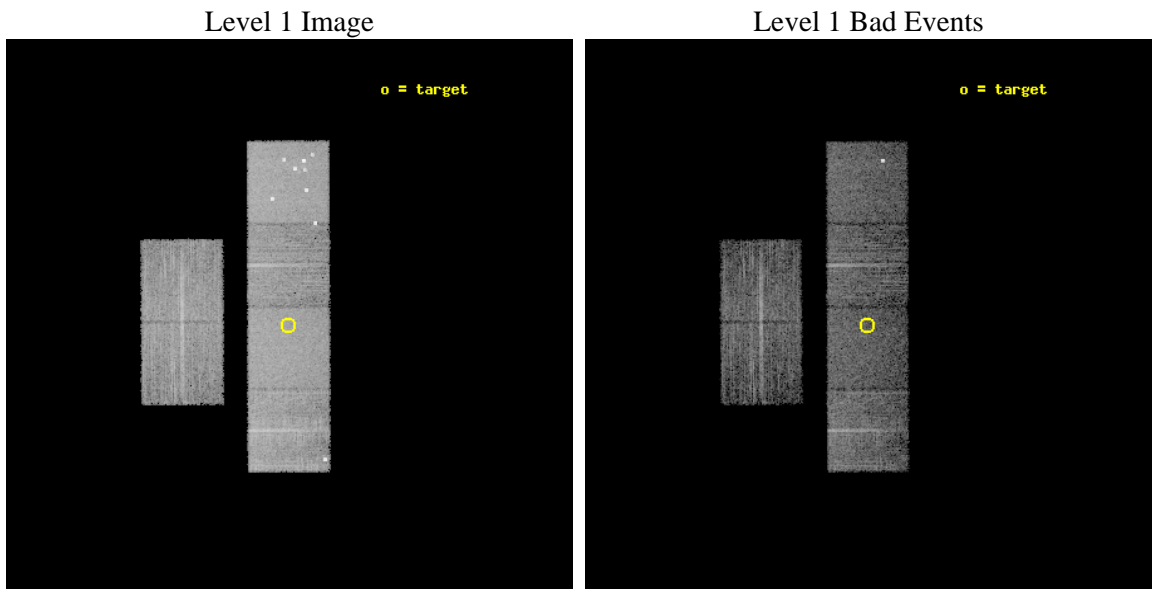 Level 1 Image
Level 1 Bad Events
o = target
o = target